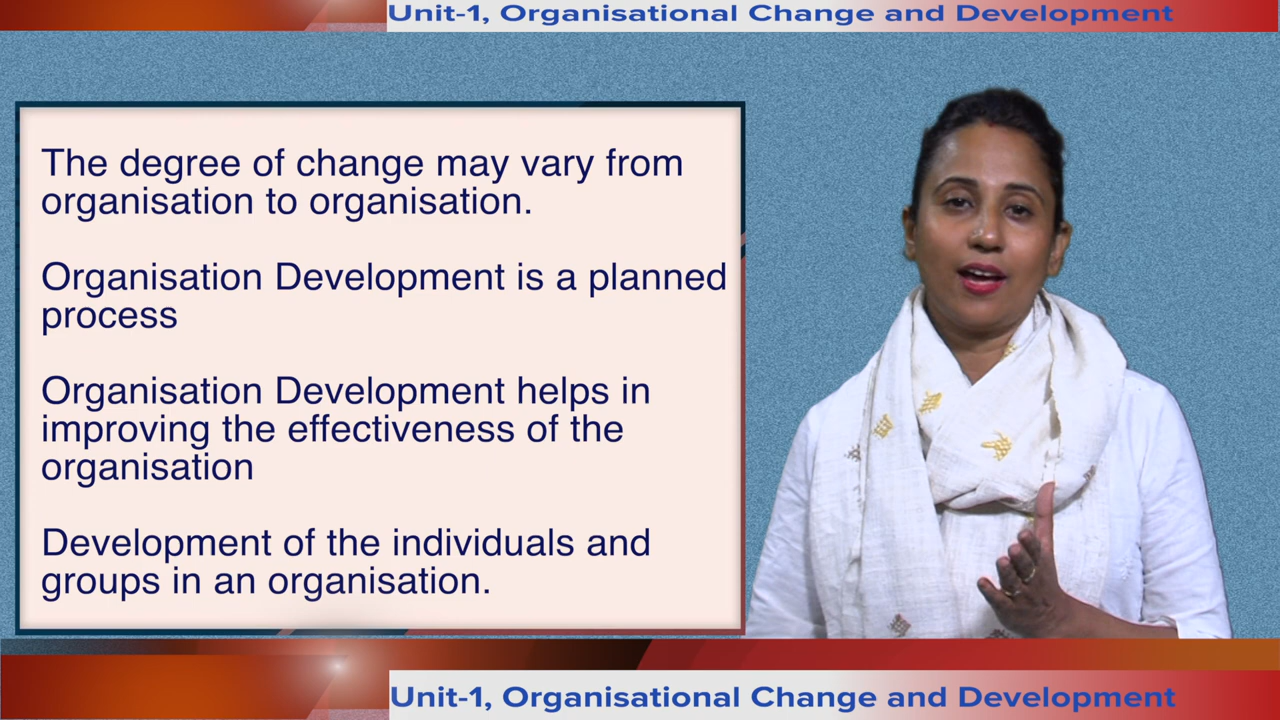 Unit-1, Organisational Change and Development
The degree of change may vary from
organisation to organisation.
Organisation Development is a planned
process
Organisation Development helps in
improving the effectiveness of the
organisation
Development of the individuals and
groups in an organisation.
Unit-1, Organisational Change and Development